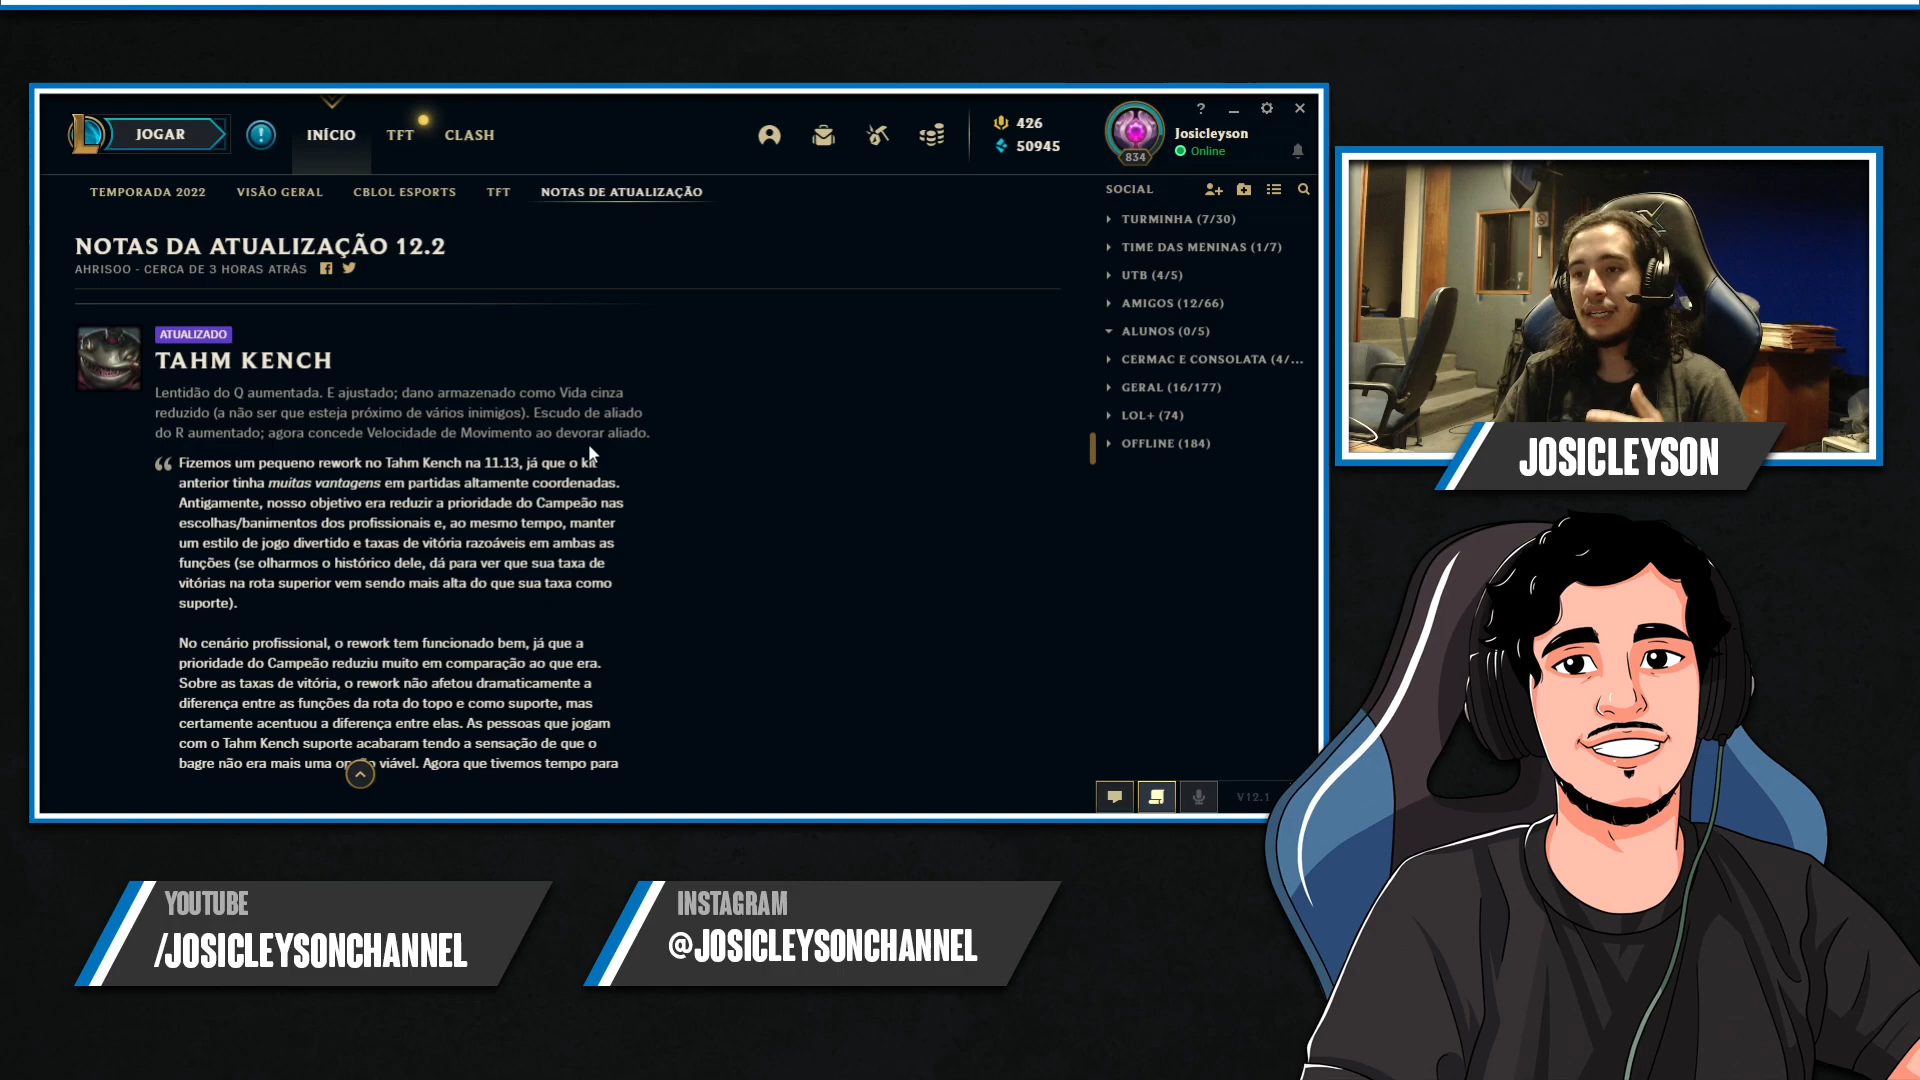 JOGAR
INÍCIO
TFT
CLASH
426
50945
834
Josicleyson
Online
TEMPORADA 2022
VISÃO GERAL
CBLOL ESPORTS
TFT
NOTAS DE ATUALIZAÇÃO
NOTAS DA ATUALIZAÇÃO 12.2
AHRISOO - CERCA DE 3 HORAS ATRÁS
ATUALIZADO
TAHM KENCH
Lentidão do Q aumentada. E ajustado; dano armazenado como Vida cinza
reduzido (a não ser que esteja próximo de vários inimigos). Escudo de aliado
do R aumentado; agora concede Velocidade de Movimento ao devorar aliado.
“ Fizemos um pequeno rework no Tahm Kench na 11.13, já que o kit
anterior tinha muitas vantagens em partidas altamente coordenadas.
Antigamente, nosso objetivo era reduzir a prioridade do Campeão nas
escolhas/banimentos dos profissionais e, ao mesmo tempo, manter
um estilo de jogo divertido e taxas de vitória razoáveis em ambas as
funções (se olharmos o histórico dele, dá para ver que sua taxa de
vitórias na rota superior vem sendo mais alta do que sua taxa como
suporte).
No cenário profissional, o rework tem funcionado bem, já que a
prioridade do Campeão reduziu muito em comparação ao que era.
Sobre as taxas de vitória, o rework não afetou dramaticamente a
diferença entre as funções da rota do topo e como suporte, mas
certamente acentuou a diferença entre elas. As pessoas que jogam
com o Tahm Kench suporte acabaram tendo a sensação de que o
bagre não era mais uma opção viável. Agora que tivemos tempo para
SOCIAL
TURMINHA (7/30)
TIME DAS MENINAS (1/7)
UTB (4/5)
AMIGOS (12/66)
ALUNOS (0/5)
CERMAC E CONSOLATA (4/...
GERAL (16/177)
LOL+ (74)
OFFLINE (184)
V12.1
JOSICLEYSON
YOUTUBE
/JOSICLEYSONCHANNEL
INSTAGRAM
@JOSICLEYSONCHANNEL